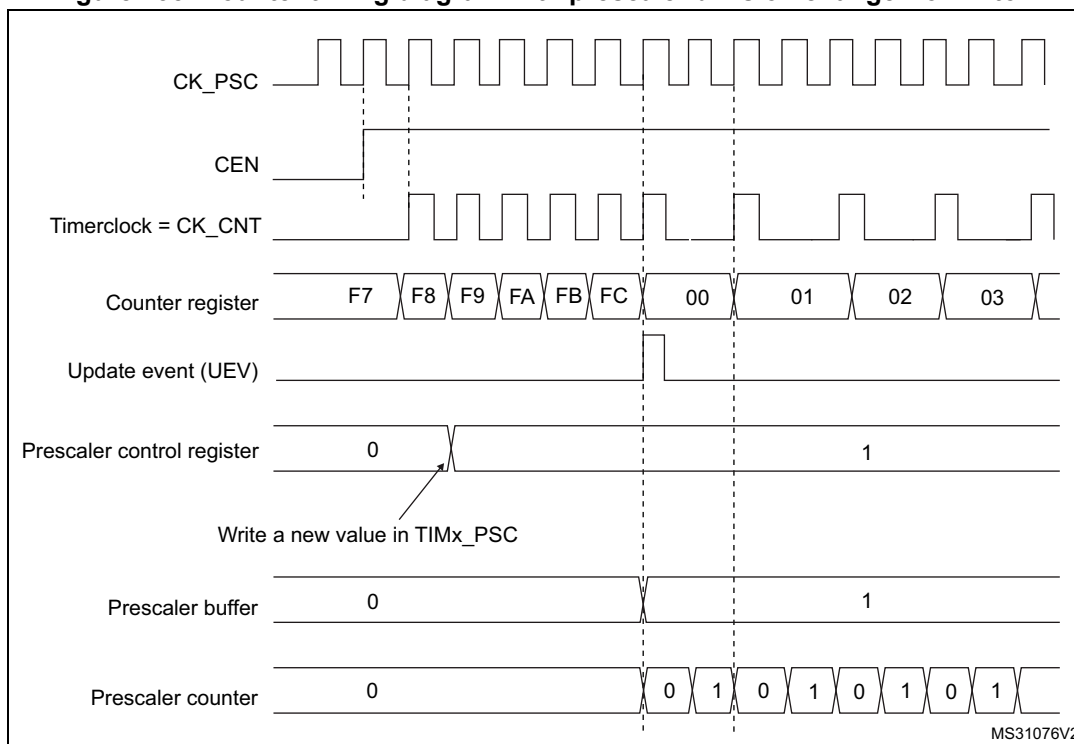 CK_PSC
CEN
Timerclock = CK_CNT
Counter register F7 F8 F9 FA FB FC 00 01 02 03
Update event (UEV)
Prescaler control register 0 1
Write a new value in TIMx_PSC
Prescaler buffer 0 1
Prescaler counter 0 0 1 0 1 0 1 0 1
MS31076V2